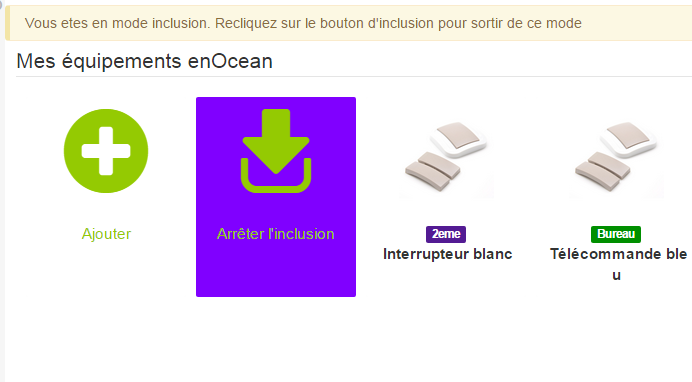 Vous etes en mode inclusion. Recliquez sur le bouton d'inclusion pour sortir de ce mode
Mes équipements enOcean
Ajouter
Arrêter l'inclusion
2eme
Interrupteur blanc
Bureau
Télécommande ble
u